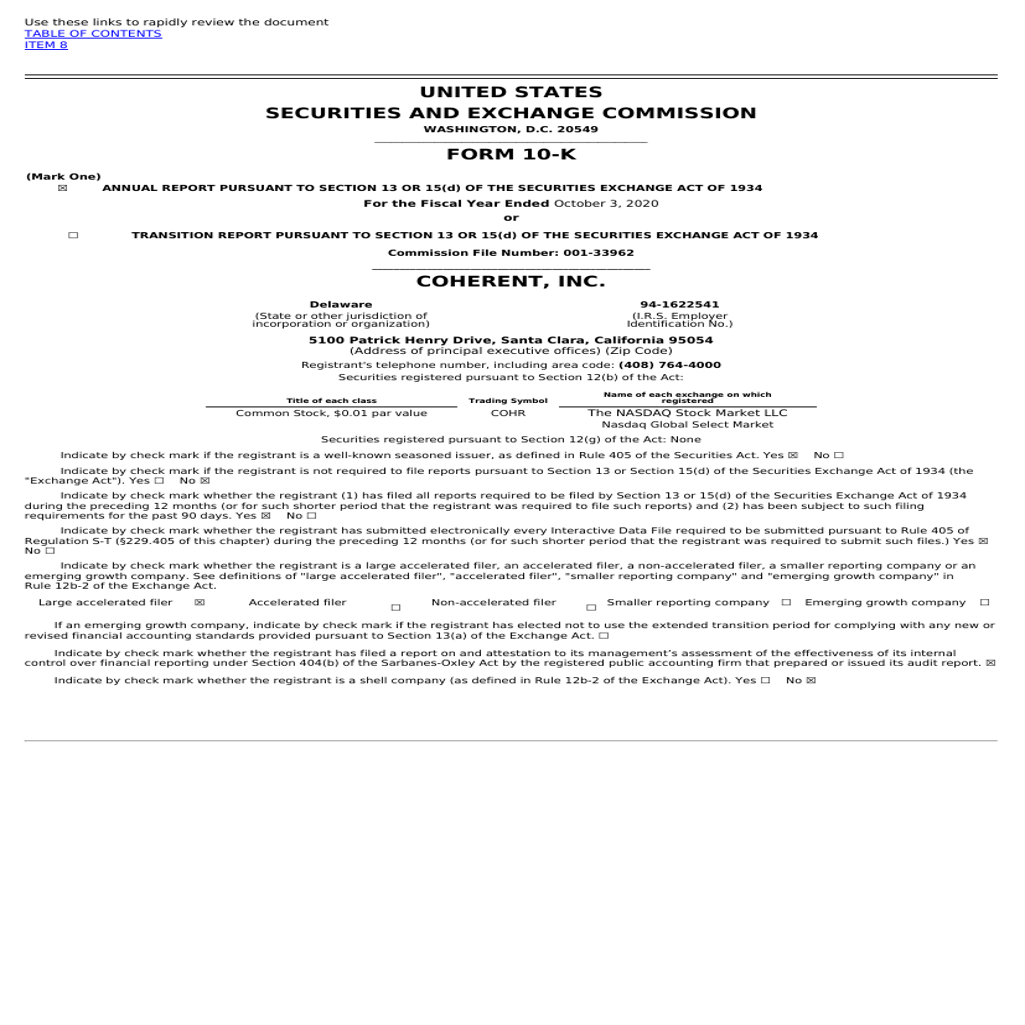 Use these links to rapidly review the document
TABLE OF CONTENTS
ITEM 8
UNITED STATES
SECURITIES AND EXCHANGE COMMISSION
WASHINGTON, D.C. 20549
FORM 10-K
(Mark One)
☒ ANNUAL REPORT PURSUANT TO SECTION 13 OR 15(d) OF THE SECURITIES EXCHANGE ACT OF 1934
For the Fiscal Year Ended October 3, 2020
or
☐ TRANSITION REPORT PURSUANT TO SECTION 13 OR 15(d) OF THE SECURITIES EXCHANGE ACT OF 1934
Commission File Number: 001-33962
COHERENT, INC.
Delaware 94-1622541
(State or other jurisdiction of (I.R.S. Employer
incorporation or organization) Identification No.)
5100 Patrick Henry Drive, Santa Clara, California 95054
(Address of principal executive offices) (Zip Code)
Registrant's telephone number, including area code: (408) 764-4000
Securities registered pursuant to Section 12(b) of the Act:
Title of each class Trading Symbol Name of each exchange on which
registered
Common Stock, $0.01 par value COHR The NASDAQ Stock Market LLC
Nasdaq Global Select Market
Securities registered pursuant to Section 12(g) of the Act: None
Indicate by check mark if the registrant is a well-known seasoned issuer, as defined in Rule 405 of the Securities Act. Yes ☒ No ☐
Indicate by check mark if the registrant is not required to file reports pursuant to Section 13 or Section 15(d) of the Securities Exchange Act of 1934 (the
"Exchange Act"). Yes ☐ No ☒
Indicate by check mark whether the registrant (1) has filed all reports required to be filed by Section 13 or 15(d) of the Securities Exchange Act of 1934
during the preceding 12 months (or for such shorter period that the registrant was required to file such reports) and (2) has been subject to such filing
requirements for the past 90 days. Yes ☒ No ☐
Indicate by check mark whether the registrant has submitted electronically every Interactive Data File required to be submitted pursuant to Rule 405 of
Regulation S-T (§229.405 of this chapter) during the preceding 12 months (or for such shorter period that the registrant was required to submit such files.) Yes ☒
No ☐
Indicate by check mark whether the registrant is a large accelerated filer, an accelerated filer, a non-accelerated filer, a smaller reporting company or an
emerging growth company. See definitions of "large accelerated filer", "accelerated filer", "smaller reporting company" and "emerging growth company" in
Rule 12b-2 of the Exchange Act.
Large accelerated filer ☒ Accelerated filer ☐ Non-accelerated filer ☐ Smaller reporting company ☐ Emerging growth company ☐
If an emerging growth company, indicate by check mark if the registrant has elected not to use the extended transition period for complying with any new or
revised financial accounting standards provided pursuant to Section 13(a) of the Exchange Act. ☐
Indicate by check mark whether the registrant has filed a report on and attestation to its management’s assessment of the effectiveness of its internal
control over financial reporting under Section 404(b) of the Sarbanes-Oxley Act by the registered public accounting firm that prepared or issued its audit report. ☒
Indicate by check mark whether the registrant is a shell company (as defined in Rule 12b-2 of the Exchange Act). Yes ☐ No ☒